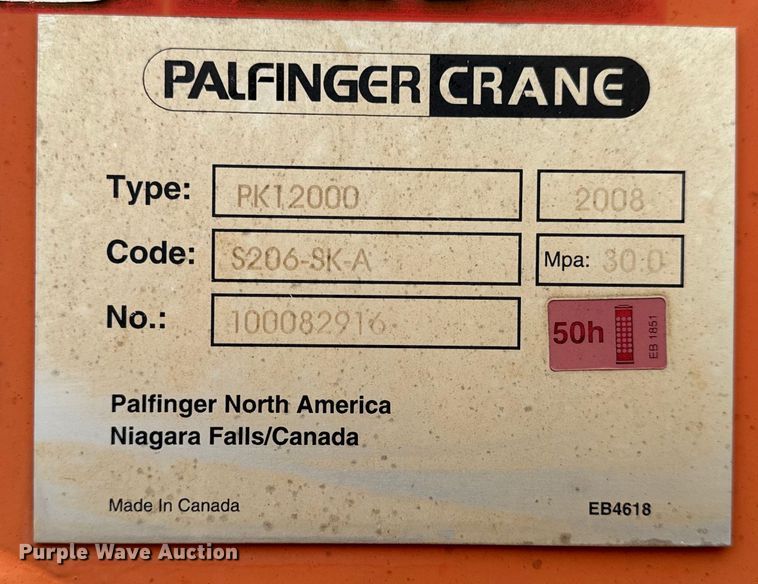 PALFINGER CRANE
Type: PK12000 2008
Code: S206-SK-A Mpa: 30.0
No.: 100082916
50h EB 1851
Palfinger North America
Niagara Falls/Canada
Made In Canada EB4618
Purple Wave Auction